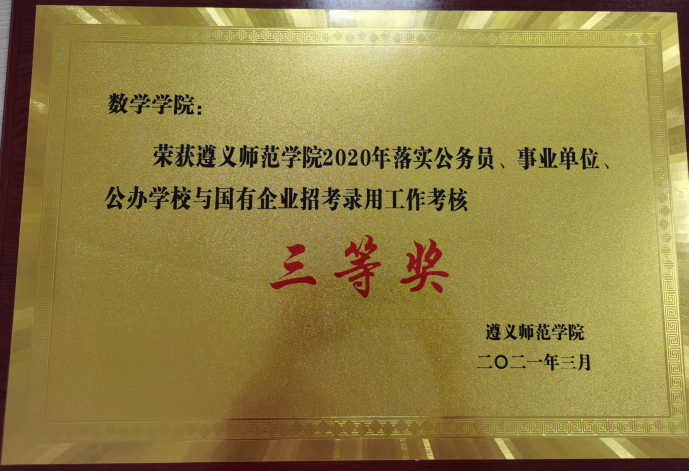 数学学院：
荣获遵义师范学院2020年落实公务员、事业单位、
公办学校与国有企业招考录用工作考核
三等奖
遵义师范学院
二〇二一年三月